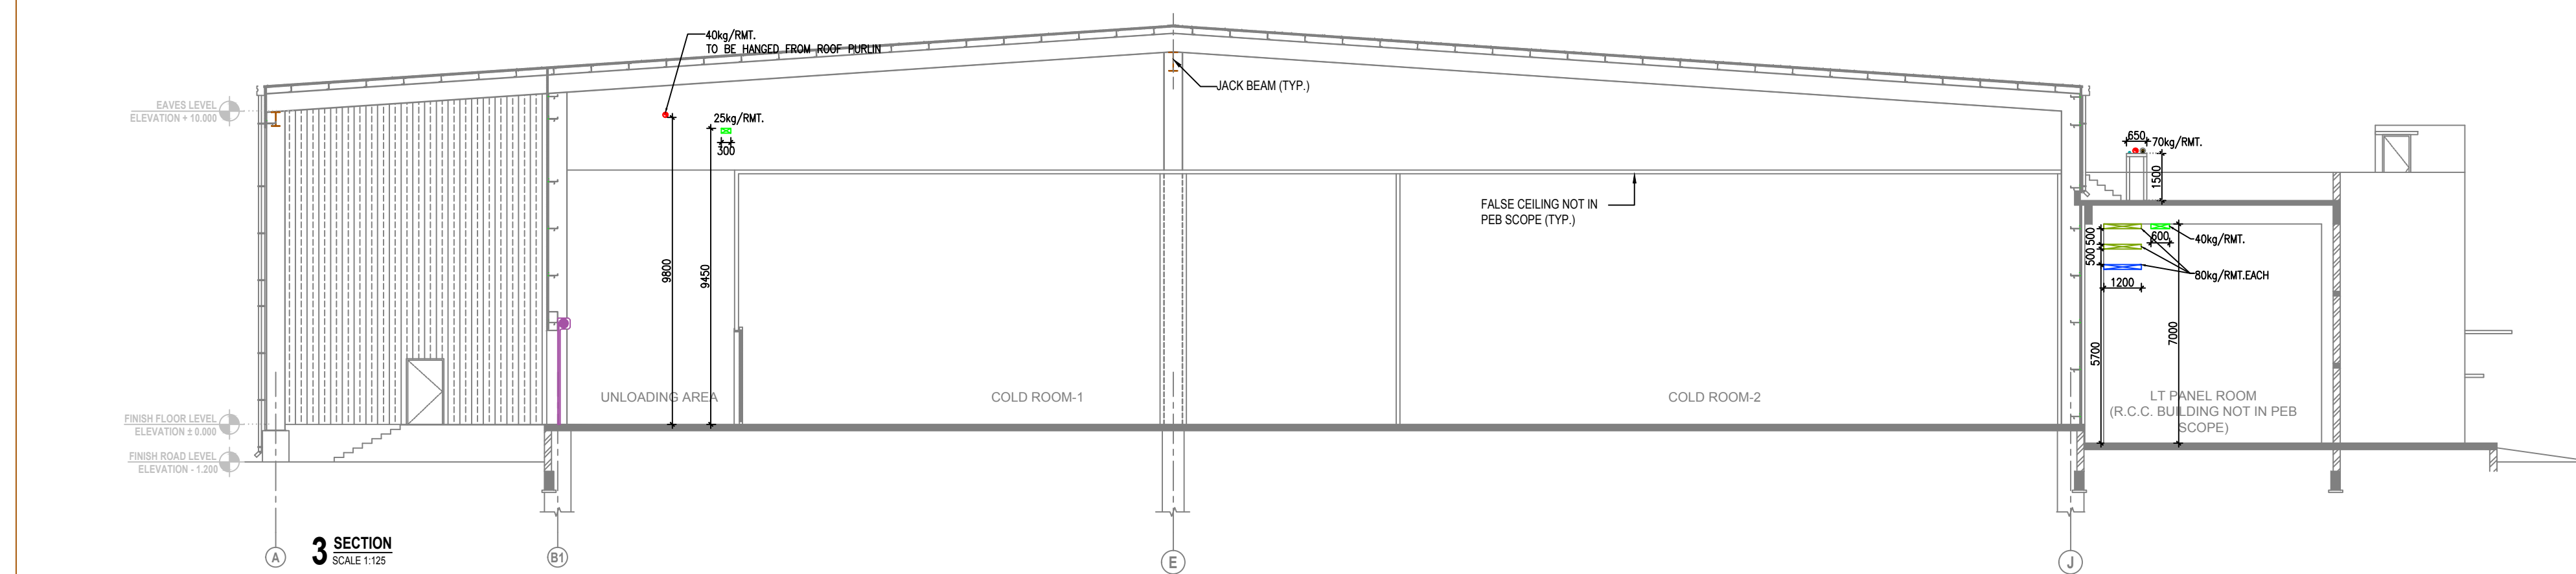 40kg/RMT.
TO BE HANGED FROM ROOF PURLIN
JACK BEAM (TYP.)
EAVES LEVEL
ELEVATION + 10.000
25kg/RMT.
300
650
70kg/RMT.
1500
FALSE CEILING NOT IN
PEB SCOPE (TYP.)
9800
9450
500
500
600
40kg/RMT.
80kg/RMT.EACH
1200
5700
7000
UNLOADING AREA
COLD ROOM-1
COLD ROOM-2
LT PANEL ROOM
(R.C.C. BUILDING NOT IN PEB
SCOPE)
FINISH FLOOR LEVEL
ELEVATION ± 0.000
FINISH ROAD LEVEL
ELEVATION - 1.200
A
B1
E
J
3 SECTION
SCALE 1:125